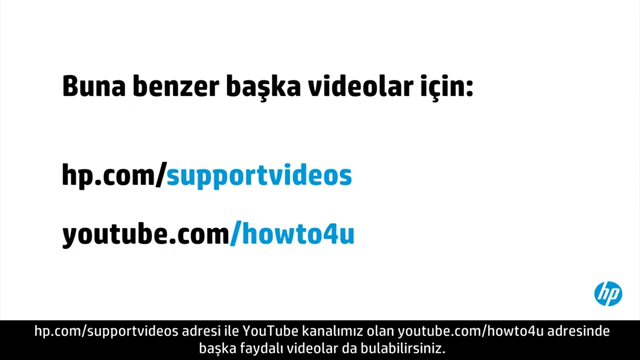 Buna benzer başka videolar için:
hp.com/supportvideos
youtube.com/howto4u
hp
hp.com/supportvideos adresi ile YouTube kanalımız olan youtube.com/howto4u adresinde
başka faydalı videolar da bulabilirsiniz.